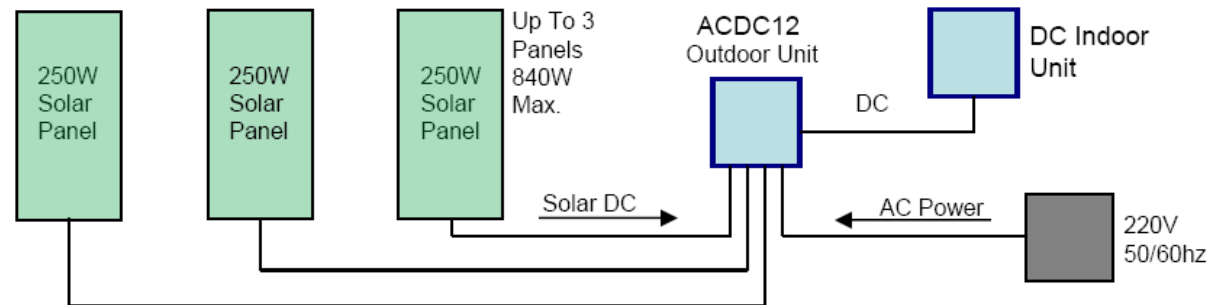 250W
Solar
Panel
250W
Solar
Panel
250W
Solar
Panel
Up To 3
Panels
840W
Max.
ACDC12
Outdoor Unit
DC Indoor
Unit
DC
Solar DC
AC Power
220V
50/60hz